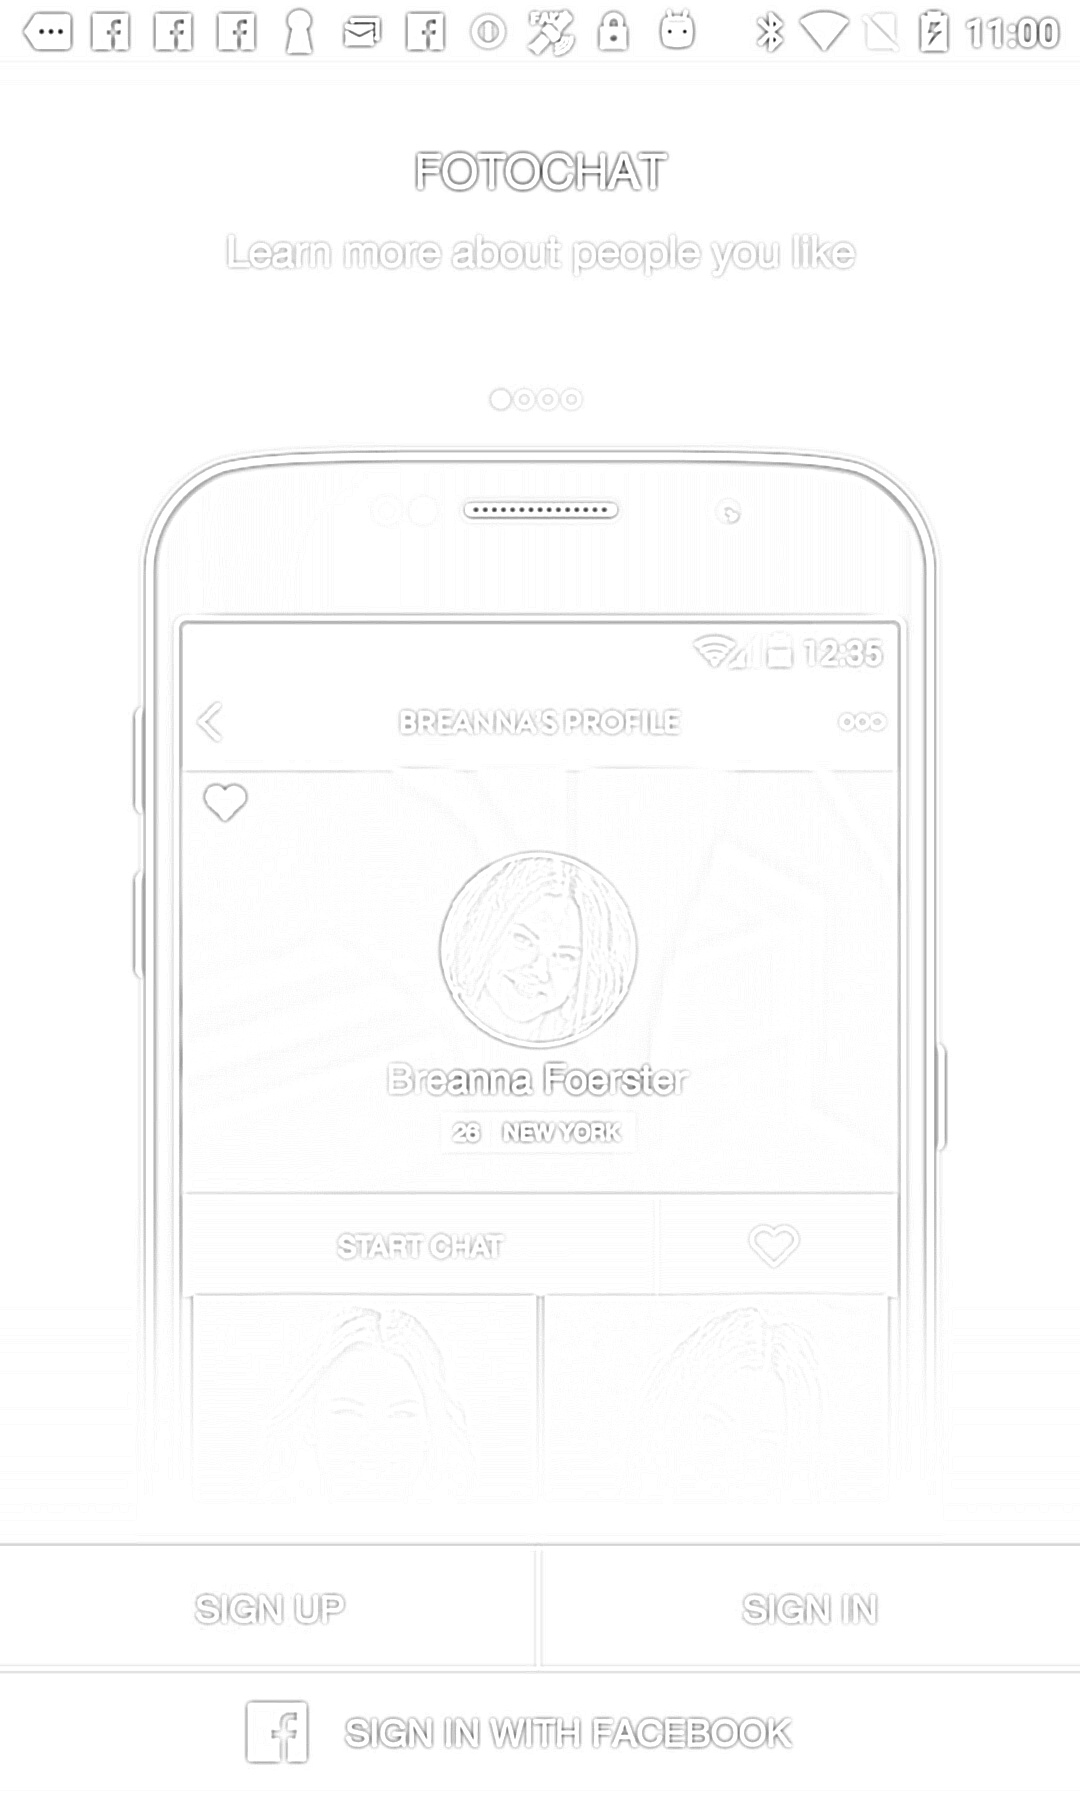 11:00
FOTOCHAT
Learn more about people you like
12:35
BREANNA'S PROFILE
Breanna Foerster
26 NEW YORK
START CHAT
SIGN UP
SIGN IN
SIGN IN WITH FACEBOOK